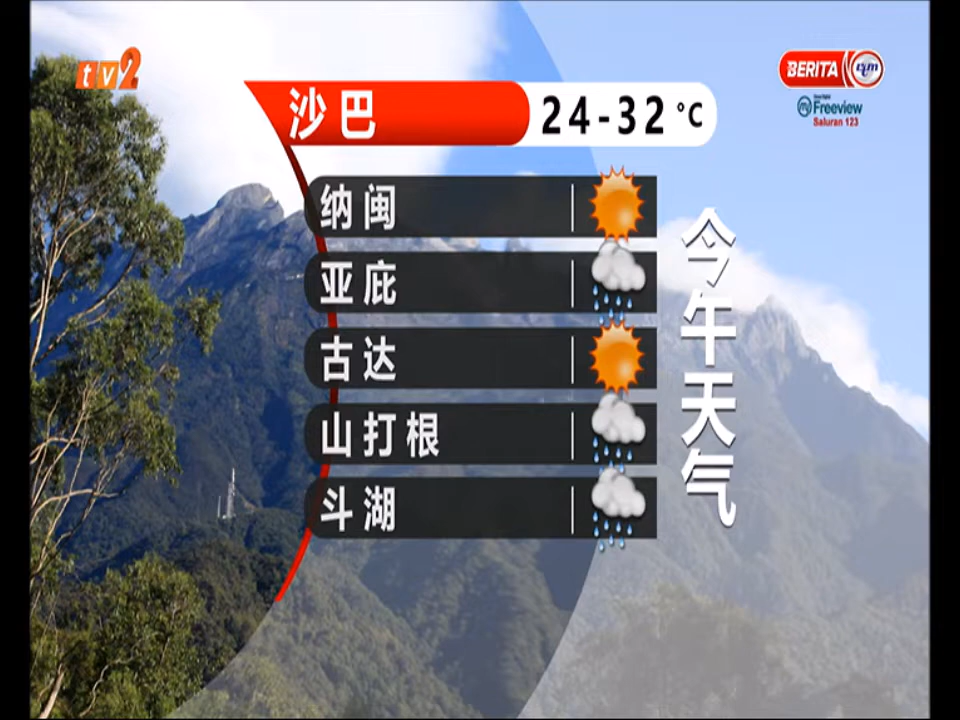 tv2
BERITA rtm
Freeview
Saluran 123
沙巴 24-32 °C
纳闽
亚庇
古达
山打根
斗湖
今午天气